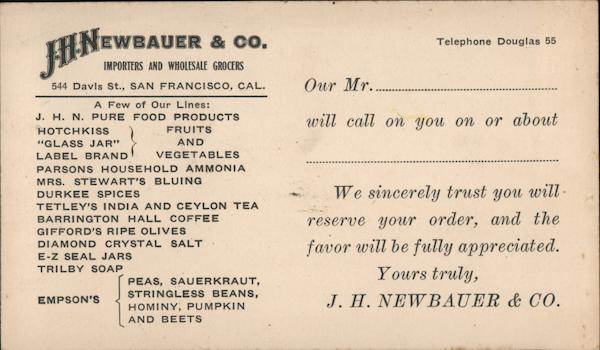 J.H. NEWBAUER & CO.
IMPORTERS AND WHOLESALE GROCERS
544 Davis St., SAN FRANCISCO, CAL.
A Few of Our Lines:
J. H. N. PURE FOOD PRODUCTS
HOTCHKISS FRUITS
"GLASS JAR" AND
LABEL BRAND VEGETABLES
PARSONS HOUSEHOLD AMMONIA
MRS. STEWART'S BLUING
DURKEE SPICES
TETLEY'S INDIA AND CEYLON TEA
BARRINGTON HALL COFFEE
GIFFORD'S RIPE OLIVES
DIAMOND CRYSTAL SALT
E-Z SEAL JARS
TRILBY SOAP
PEAS, SAUERKRAUT,
EMPSON'S STRINGLESS BEANS,
HOMINY, PUMPKIN
AND BEETS
Telephone Douglas 55
Our Mr.
will call on you on or about
We sincerely trust you will
reserve your order, and the
favor will be fully appreciated.
Yours truly,
J. H. NEWBAUER & CO.